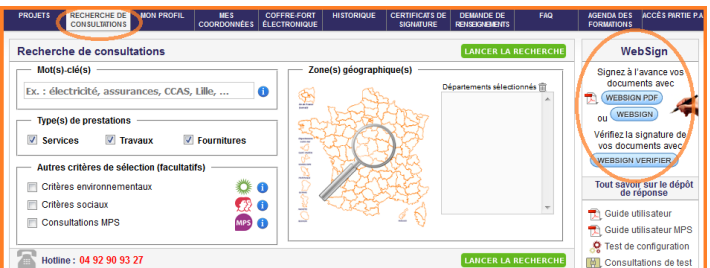 PROJETS
RECHERCHE DE CONSULTATIONS
MON PROFIL
MES COORDONNÉES
COFFRE-FORT ÉLECTRONIQUE
HISTORIQUE
CERTIFICATS DE SIGNATURE
DEMANDE DE RENSEIGNEMENTS
FAQ
AGENDA DES FORMATIONS
ACCÈS PARTIE P.A
Recherche de consultations
LANCER LA RECHERCHE
Mot(s)-clé(s)
Ex. : électricité, assurances, CCAS, Lille, ...
Type(s) de prestations
Services
Travaux
Fournitures
Autres critères de sélection (facultatifs)
Critères environnementaux
Critères sociaux
Consultations MPS
MPS
Zone(s) géographique(s)
Départements sélectionnés
Hotline : 04 92 90 93 27
LANCER LA RECHERCHE
WebSign
Signez à l'avance vos
documents avec
WEBSIGN PDF
ou WEBSIGN
Vérifiez la signature de
vos documents avec
WEBSIGN VERIFIER
Tout savoir sur le dépôt
de réponse
Guide utilisateur
Guide utilisateur MPS
Test de configuration
Consultations de test